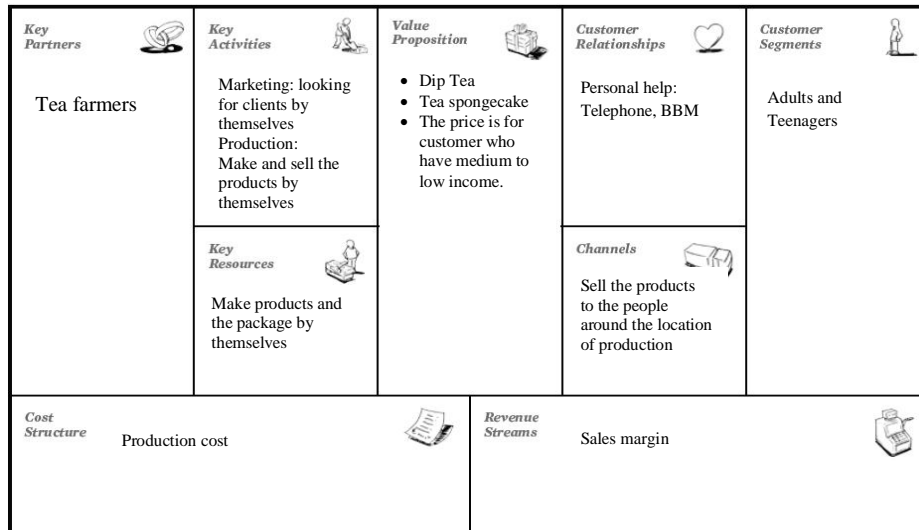 Key
Partners
Tea farmers
Key
Activities
Marketing: looking
for clients by
themselves
Production:
Make and sell the
products by
themselves
Key
Resources
Make products and
the package by
themselves
Value
Proposition
• Dip Tea
• Tea spongecake
• The price is for
customer who
have medium to
low income.
Customer
Relationships
Personal help:
Telephone, BBM
Channels
Sell the products
to the people
around the location
of production
Customer
Segments
Adults and
Teenagers
Cost
Structure
Production cost
Revenue
Streams
Sales margin